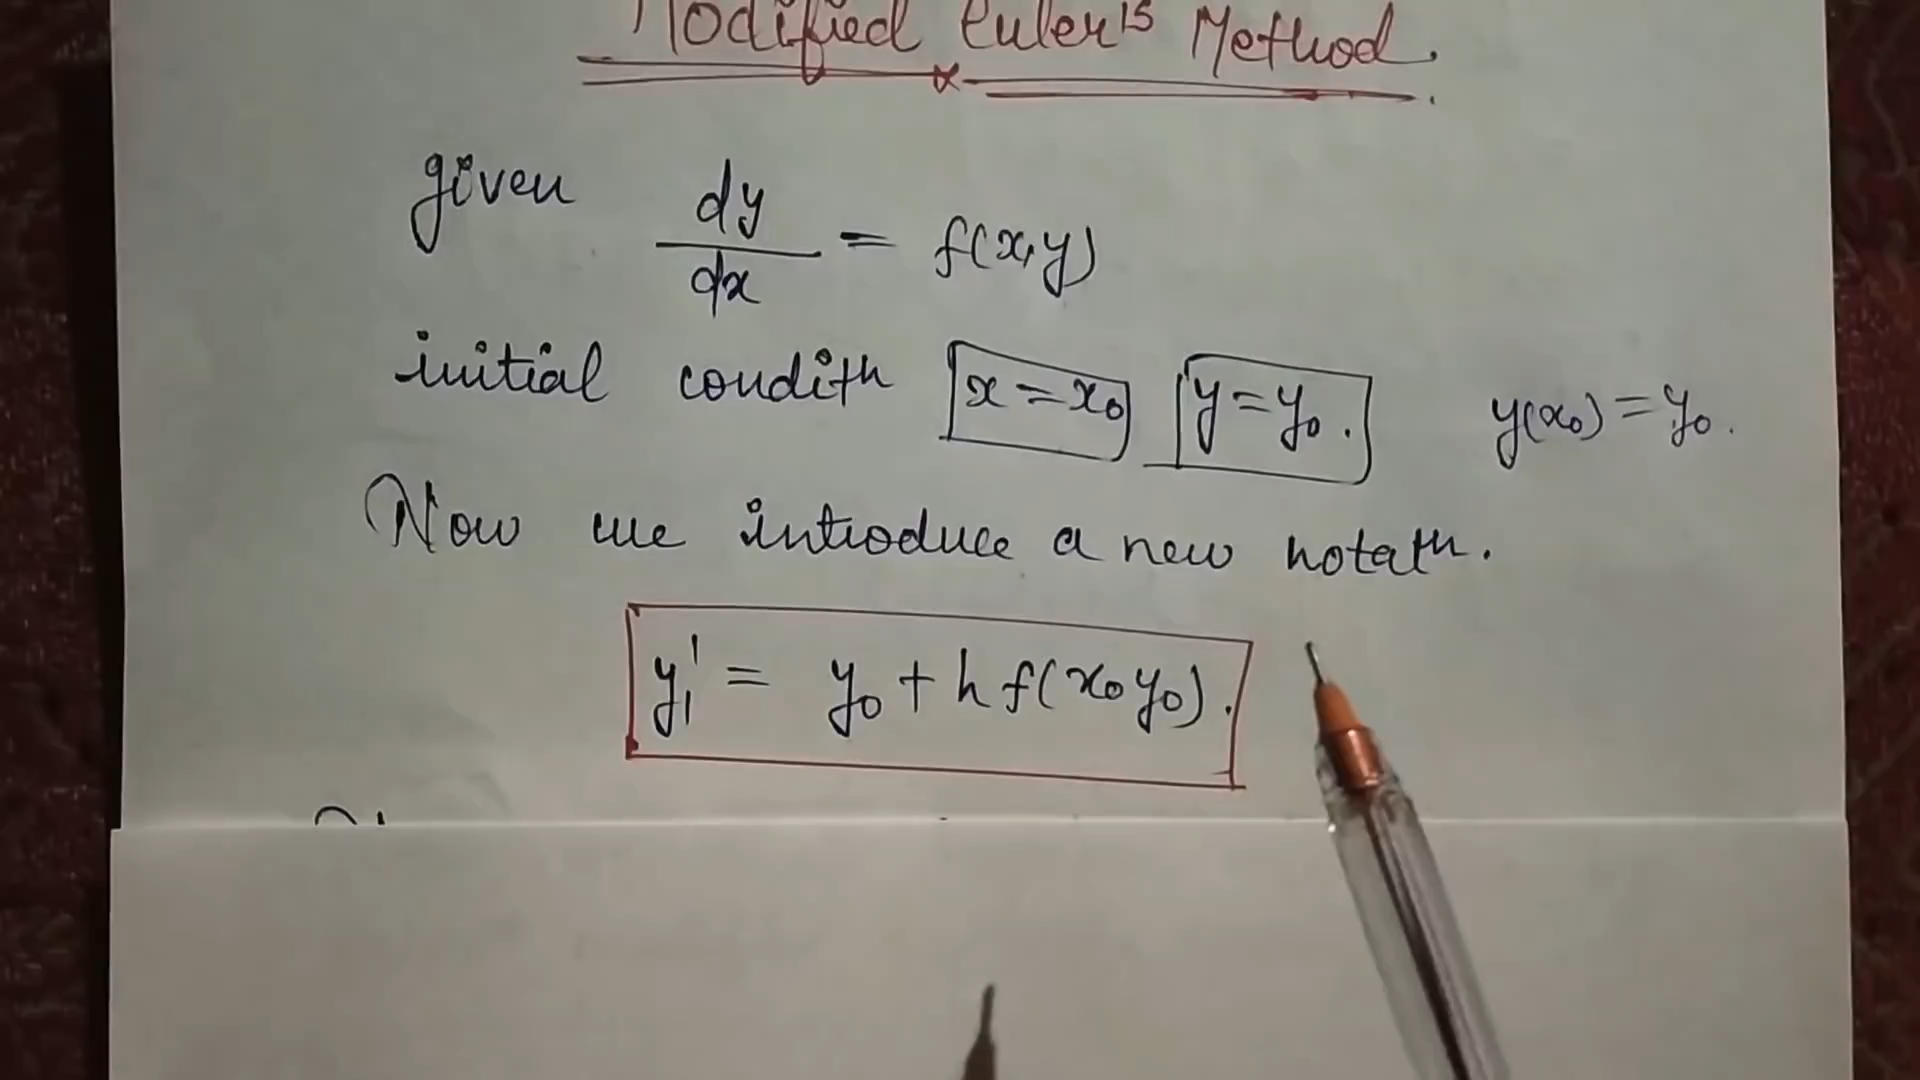 Modified Euler's Method.
given dy/dx = f(x,y)
initial condith x = x₀ y = y₀. y(x₀) = y₀.
Now we introduce a new notath.
y₁' = y₀ + h f(x₀ y₀).